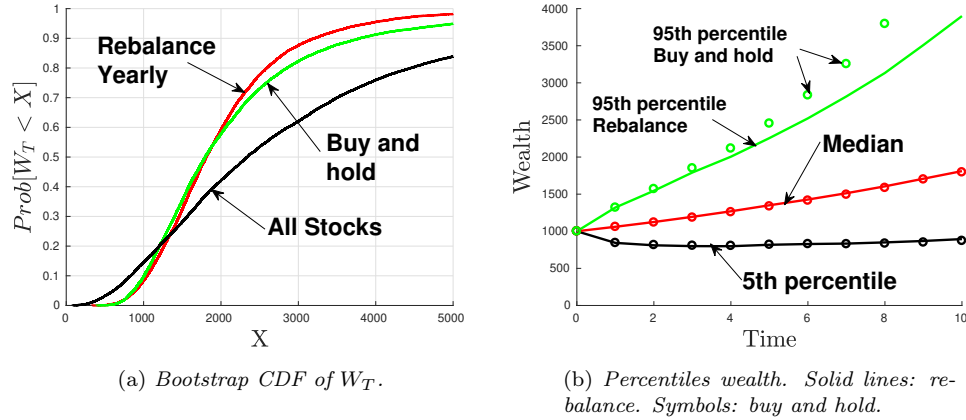 Prob[W_T < X]
1
0.9
0.8
0.7
0.6
0.5
0.4
0.3
0.2
0.1
0
Rebalance
Yearly
Buy and
hold
All Stocks
0 1000 2000 3000 4000 5000
X
(a) Bootstrap CDF of W_T.
Wealth
4000
3500
3000
2500
2000
1500
1000
500
0
95th percentile
Buy and hold
95th percentile
Rebalance
Median
5th percentile
0 2 4 6 8 10
Time
(b) Percentiles wealth. Solid lines: re-
balance. Symbols: buy and hold.